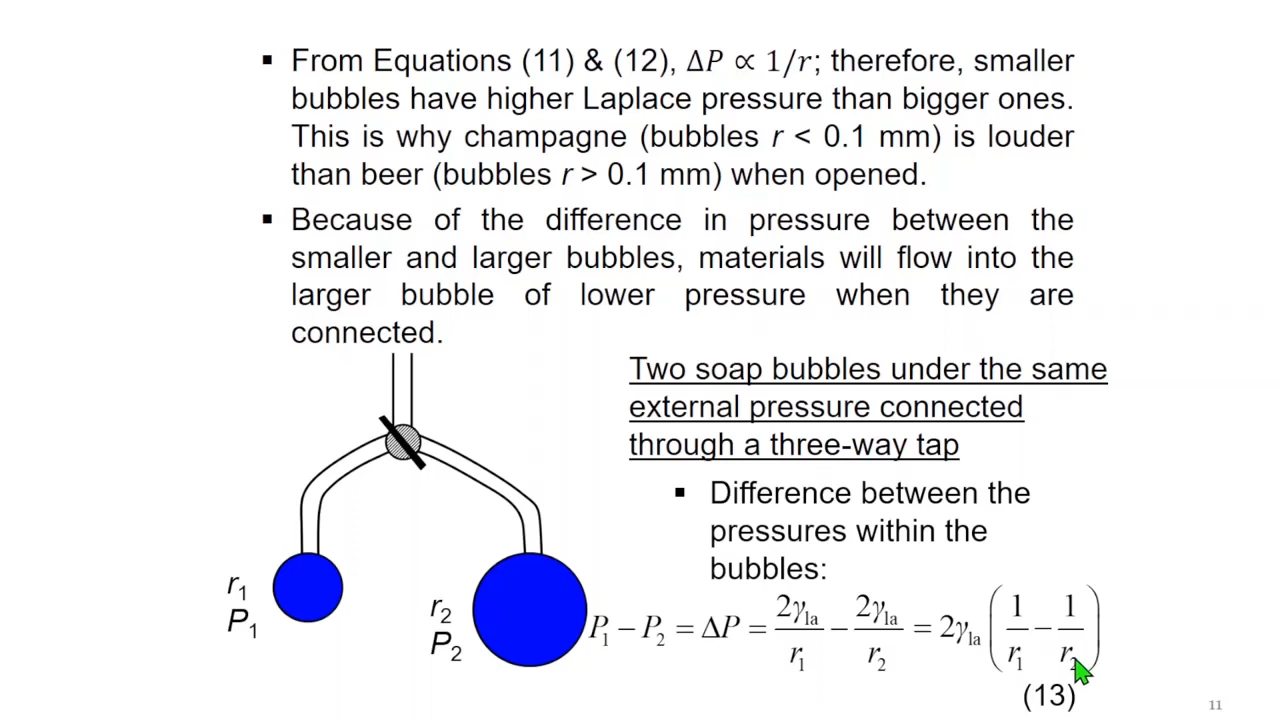 ▪ From Equations (11) & (12), ΔP ∝ 1/r; therefore, smaller
bubbles have higher Laplace pressure than bigger ones.
This is why champagne (bubbles r < 0.1 mm) is louder
than beer (bubbles r > 0.1 mm) when opened.
▪ Because of the difference in pressure between the
smaller and larger bubbles, materials will flow into the
larger bubble of lower pressure when they are
connected.
Two soap bubbles under the same
external pressure connected
through a three-way tap
▪ Difference between the
pressures within the
bubbles:
r₁
P₁
r₂
P₂
P₁ − P₂ = ΔP = 2γ_la/r₁ − 2γ_la/r₂ = 2γ_la (1/r₁ − 1/r₂)
(13)
11